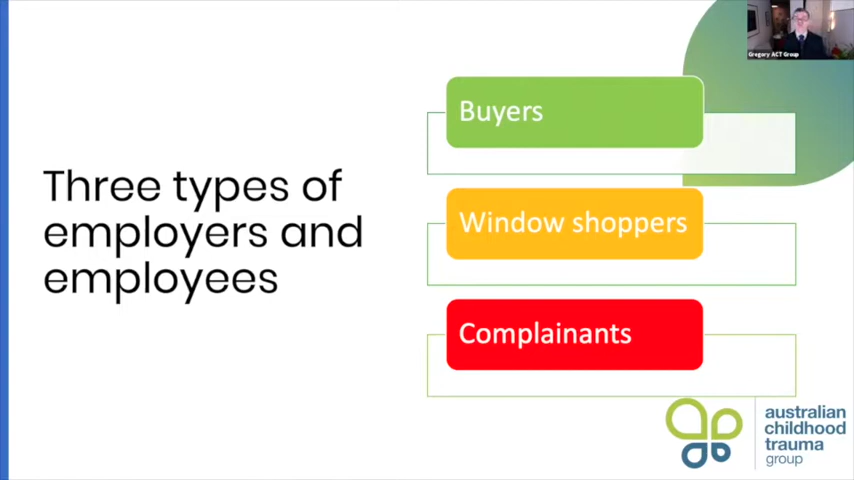 Gregory ACT Group
Buyers
Three types of
employers and
employees
Window shoppers
Complainants
australian
childhood
trauma
group